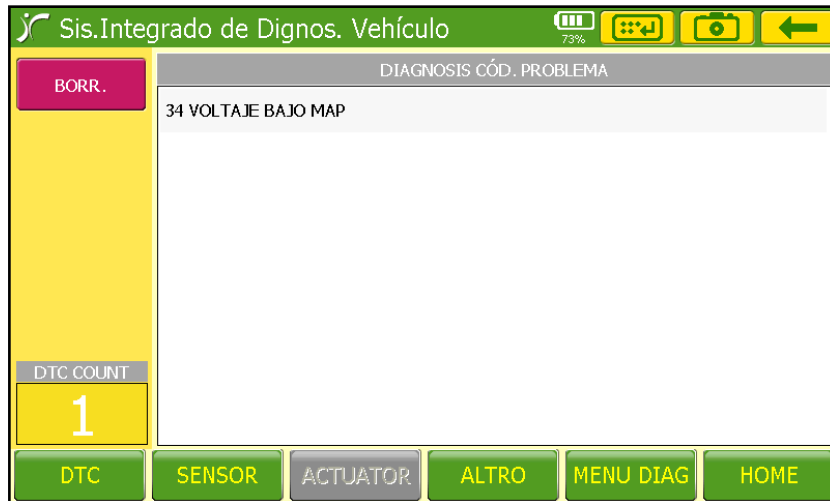 Sis.Integrado de Dignos. Vehículo
73%
BORR.
DIAGNOSIS CÓD. PROBLEMA
34 VOLTAJE BAJO MAP
DTC COUNT
1
DTC SENSOR ACTUATOR ALTRO MENU DIAG HOME